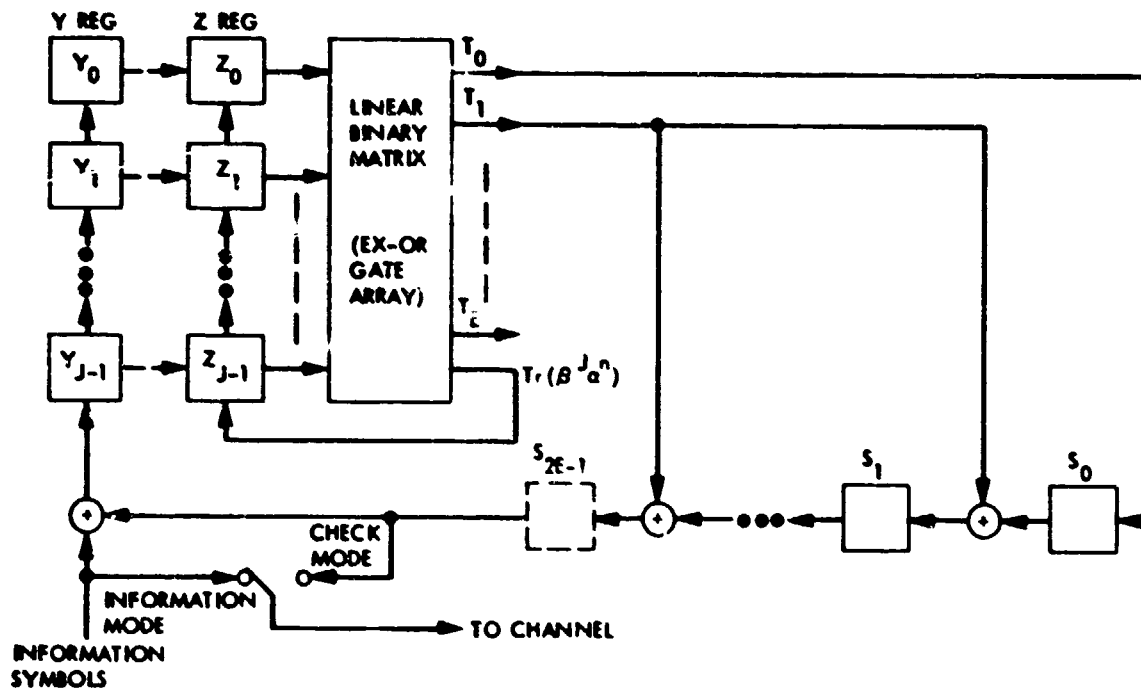 Y REG Z REG
Y0 Z0
Y1 Z1
YJ-1 ZJ-1
LINEAR
BINARY
MATRIX
(EX-OR
GATE
ARRAY)
T0
T1
TE
Tr(β^J α^n)
S2E-1
S1
S0
+
+
+
CHECK
MODE
INFORMATION
MODE
TO CHANNEL
INFORMATION
SYMBOLS